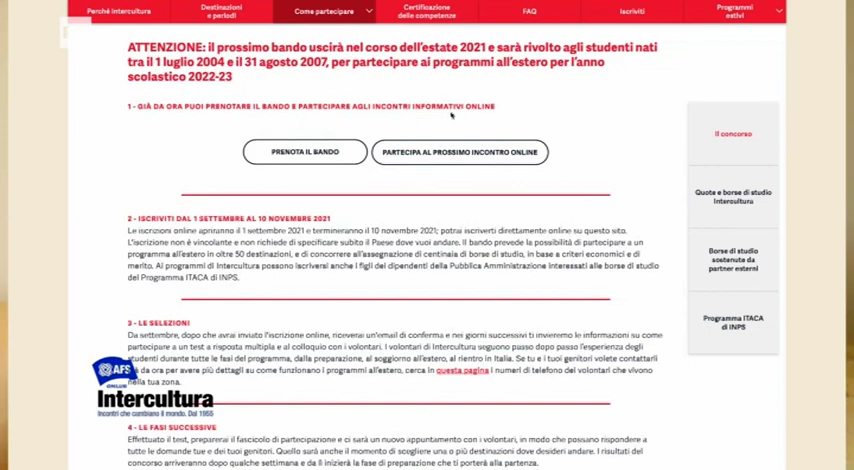 Perché Intercultura
Destinazioni
e periodi
Come partecipare
Certificazione
delle competenze
FAQ
Iscriviti
Programmi
estivi
ATTENZIONE: il prossimo bando uscirà nel corso dell'estate 2021 e sarà rivolto agli studenti nati
tra il 1 luglio 2004 e il 31 agosto 2007, per partecipare ai programmi all'estero per l'anno
scolastico 2022-23
1 - GIÀ DA ORA PUOI PRENOTARE IL BANDO E PARTECIPARE AGLI INCONTRI INFORMATIVI ONLINE
PRENOTA IL BANDO
PARTECIPA AL PROSSIMO INCONTRO ONLINE
Il concorso
Quote e borse di studio
Intercultura
Borse di studio
sostenute da
partner esterni
Programma ITACA
di INPS
2 - ISCRIVITI DAL 1 SETTEMBRE AL 10 NOVEMBRE 2021
Le iscrizioni online apriranno il 1 settembre 2021 e termineranno il 10 novembre 2021; potrai iscriverti direttamente online su questo sito.
L'iscrizione non è vincolante e non richiede di specificare subito il Paese dove vuoi andare. Il bando prevede la possibilità di partecipare a un
programma all'estero in oltre 50 destinazioni, e di concorrere all'assegnazione di centinaia di borse di studio, in base a criteri economici e di
merito. Ai programmi di Intercultura possono iscriversi anche i figli dei dipendenti della Pubblica Amministrazione interessati alle borse di studio
del Programma ITACA di INPS.
3 - LE SELEZIONI
Da settembre, dopo che avrai inviato l'iscrizione online, riceverai un'email di conferma e nei giorni successivi ti invieremo le informazioni su come
partecipare a un test a risposta multipla e al colloquio con i volontari. I volontari di Intercultura seguono passo dopo passo l'esperienza degli
studenti durante tutte le fasi del programma, dalla preparazione, al soggiorno all'estero, al rientro in Italia. Se tu e i tuoi genitori volete contattarli
da ora per avere più dettagli su come funzionano i programmi all'estero, cerca in questa pagina i numeri di telefono dei volontari che vivono
nella tua zona.
AFS
ONLUS
Intercultura
Incontri che cambiano il mondo. Dal 1955
4 - LE FASI SUCCESSIVE
Effettuato il test, preparerai il fascicolo di partecipazione e ci sarà un nuovo appuntamento con i volontari, in modo che possano rispondere a
tutte le domande tue e dei tuoi genitori. Quello sarà anche il momento di scegliere una o più destinazioni dove desideri andare. I risultati del
concorso arriveranno dopo qualche settimana e da lì inizierà la fase di preparazione che ti porterà alla partenza.